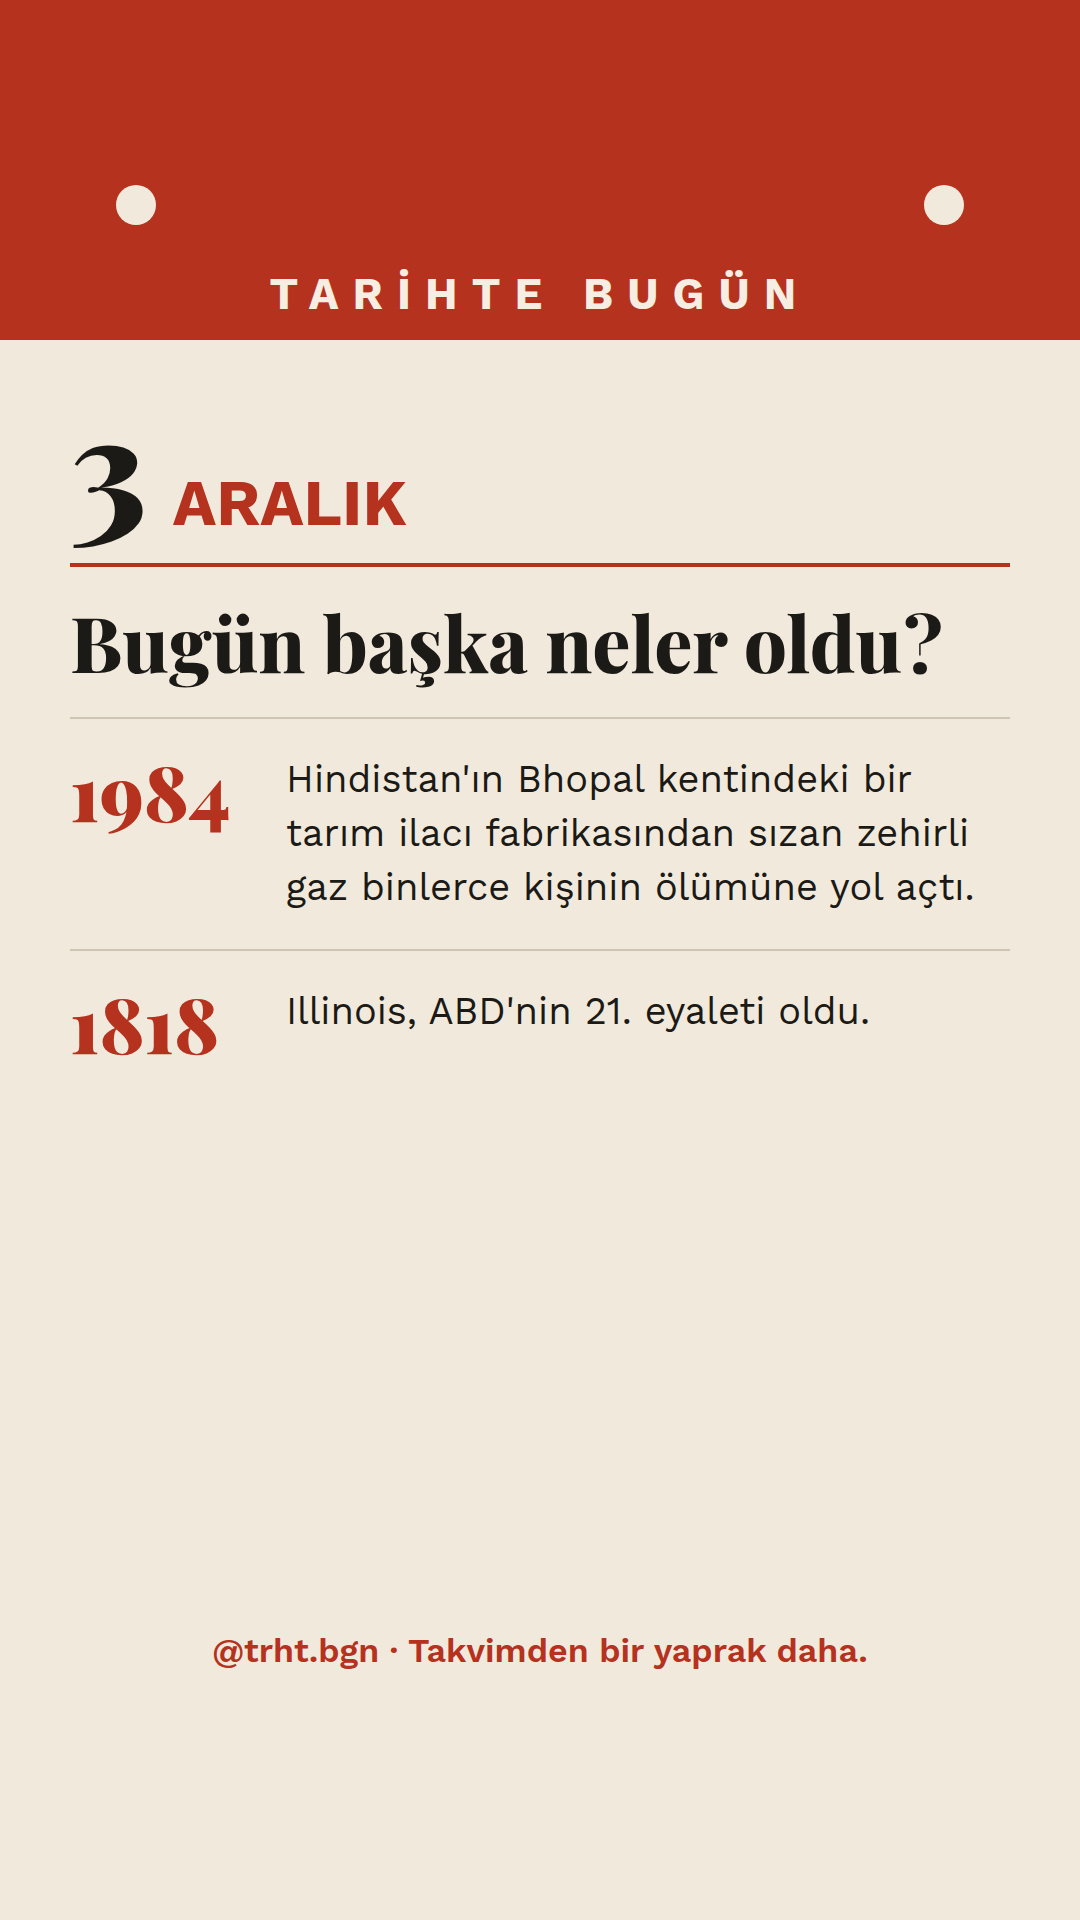 TARİHTE BUGÜN
3 ARALIK
Bugün başka neler oldu?
1984
Hindistan'ın Bhopal kentindeki bir
tarım ilacı fabrikasından sızan zehirli
gaz binlerce kişinin ölümüne yol açtı.
1818
Illinois, ABD'nin 21. eyaleti oldu.
@trht.bgn · Takvimden bir yaprak daha.